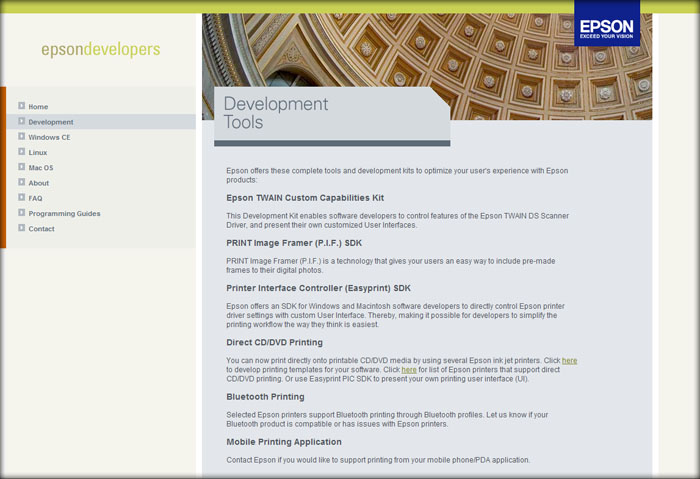 EPSON
EXCEED YOUR VISION
epsondevelopers
Home
Development
Windows CE
Linux
Mac OS
About
FAQ
Programming Guides
Contact
Development
Tools
Epson offers these complete tools and development kits to optimize your user's experience with Epson
products:
Epson TWAIN Custom Capabilities Kit
This Development Kit enables software developers to control features of the Epson TWAIN DS Scanner
Driver, and present their own customized User Interfaces.
PRINT Image Framer (P.I.F.) SDK
PRINT Image Framer (P.I.F.) is a technology that gives your users an easy way to include pre-made
frames to their digital photos.
Printer Interface Controller (Easyprint) SDK
Epson offers an SDK for Windows and Macintosh software developers to directly control Epson printer
driver settings with custom User Interface. Thereby, making it possible for developers to simplify the
printing workflow the way they think is easiest.
Direct CD/DVD Printing
You can now print directly onto printable CD/DVD media by using several Epson ink jet printers. Click here
to develop printing templates for your software. Click here for list of Epson printers that support direct
CD/DVD printing. Or use Easyprint PIC SDK to present your own printing user interface (UI).
Bluetooth Printing
Selected Epson printers support Bluetooth printing through Bluetooth profiles. Let us know if your
Bluetooth product is compatible or has issues with Epson printers.
Mobile Printing Application
Contact Epson if you would like to support printing from your mobile phone/PDA application.